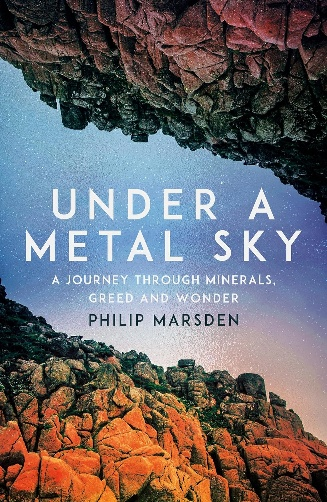 UNDER A
METAL SKY
A JOURNEY THROUGH MINERALS,
GREED AND WONDER
PHILIP MARSDEN